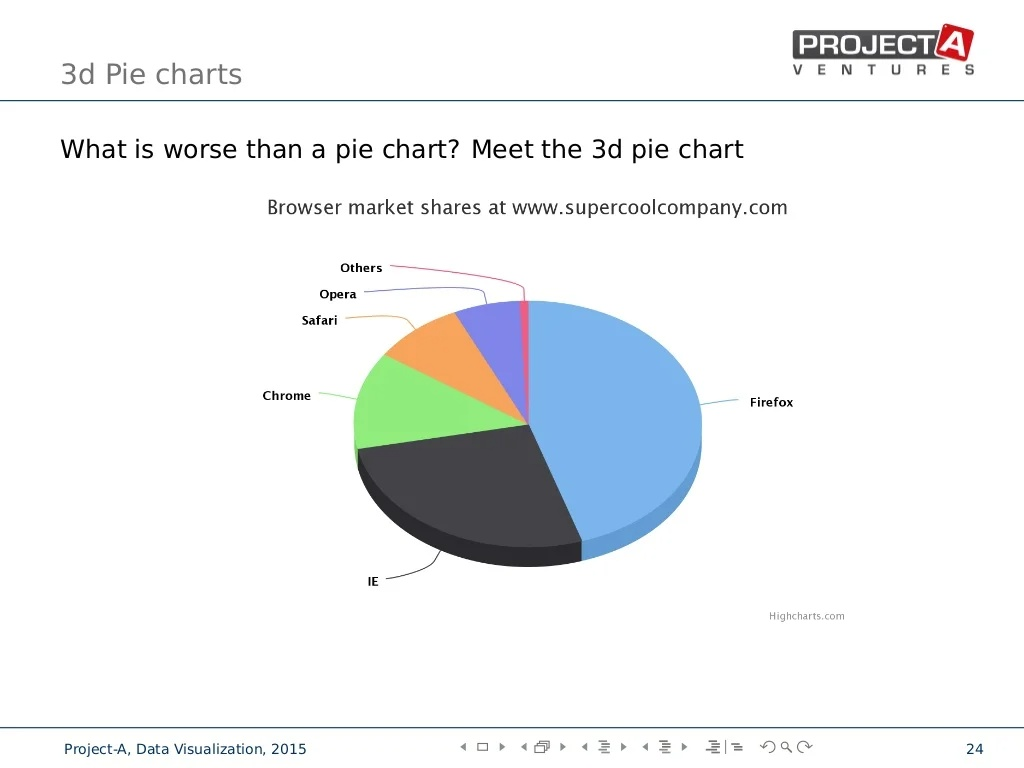 PROJECT A
VENTURES
3d Pie charts
What is worse than a pie chart? Meet the 3d pie chart
Browser market shares at www.supercoolcompany.com
Others
Opera
Safari
Chrome
Firefox
IE
Highcharts.com
Project-A, Data Visualization, 2015
24